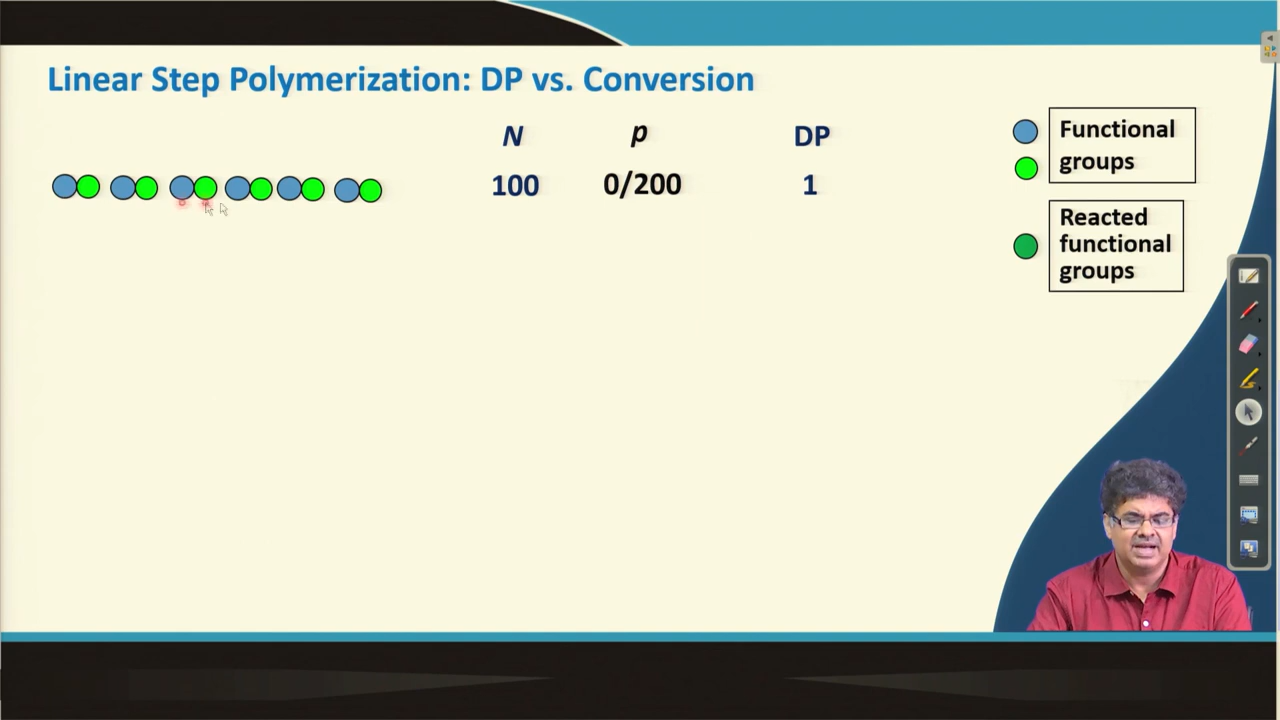 Linear Step Polymerization: DP vs. Conversion
N p DP
100 0/200 1
Functional
groups
Reacted
functional
groups